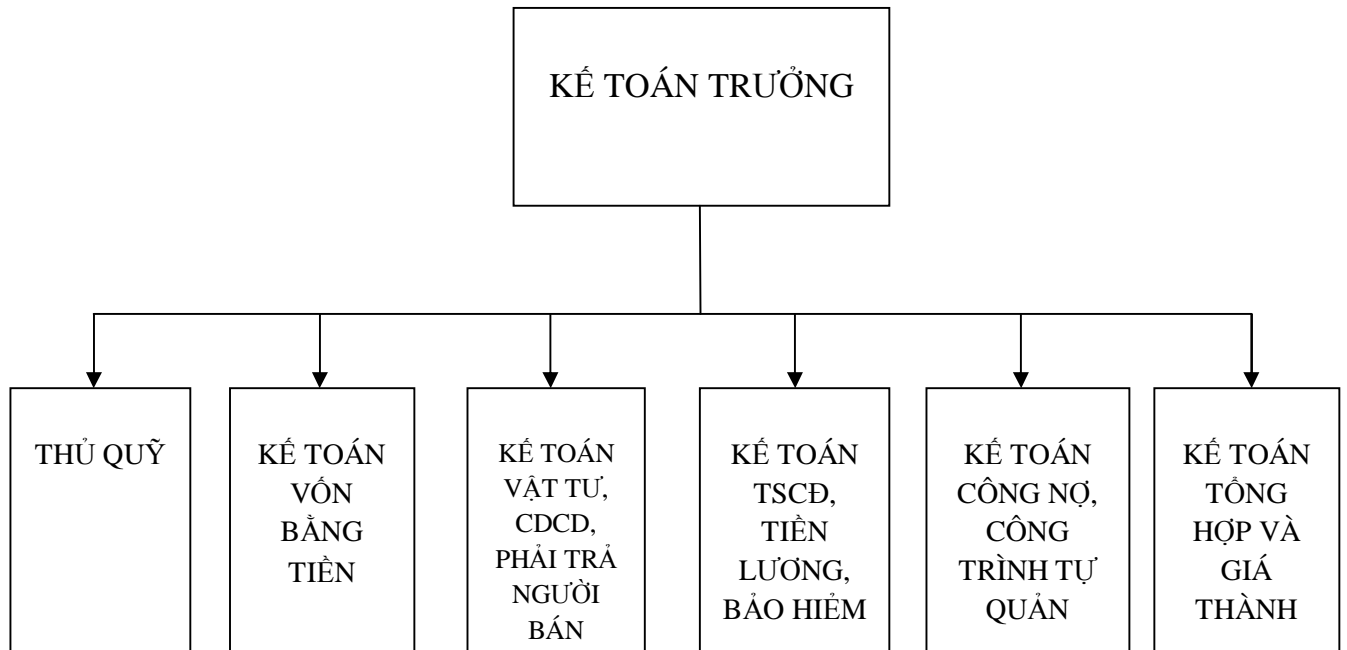 KẾ TOÁN TRƯỞNG
THỦ QUỸ
KẾ TOÁN
VỐN
BẰNG
TIỀN
KẾ TOÁN
VẬT TƯ,
CDCD,
PHẢI TRẢ
NGƯỜI
BÁN
KẾ TOÁN
TSCĐ,
TIỀN
LƯƠNG,
BẢO HIỂM
KẾ TOÁN
CÔNG NỢ,
CÔNG
TRÌNH TỰ
QUẢN
KẾ TOÁN
TỔNG
HỢP VÀ
GIÁ
THÀNH